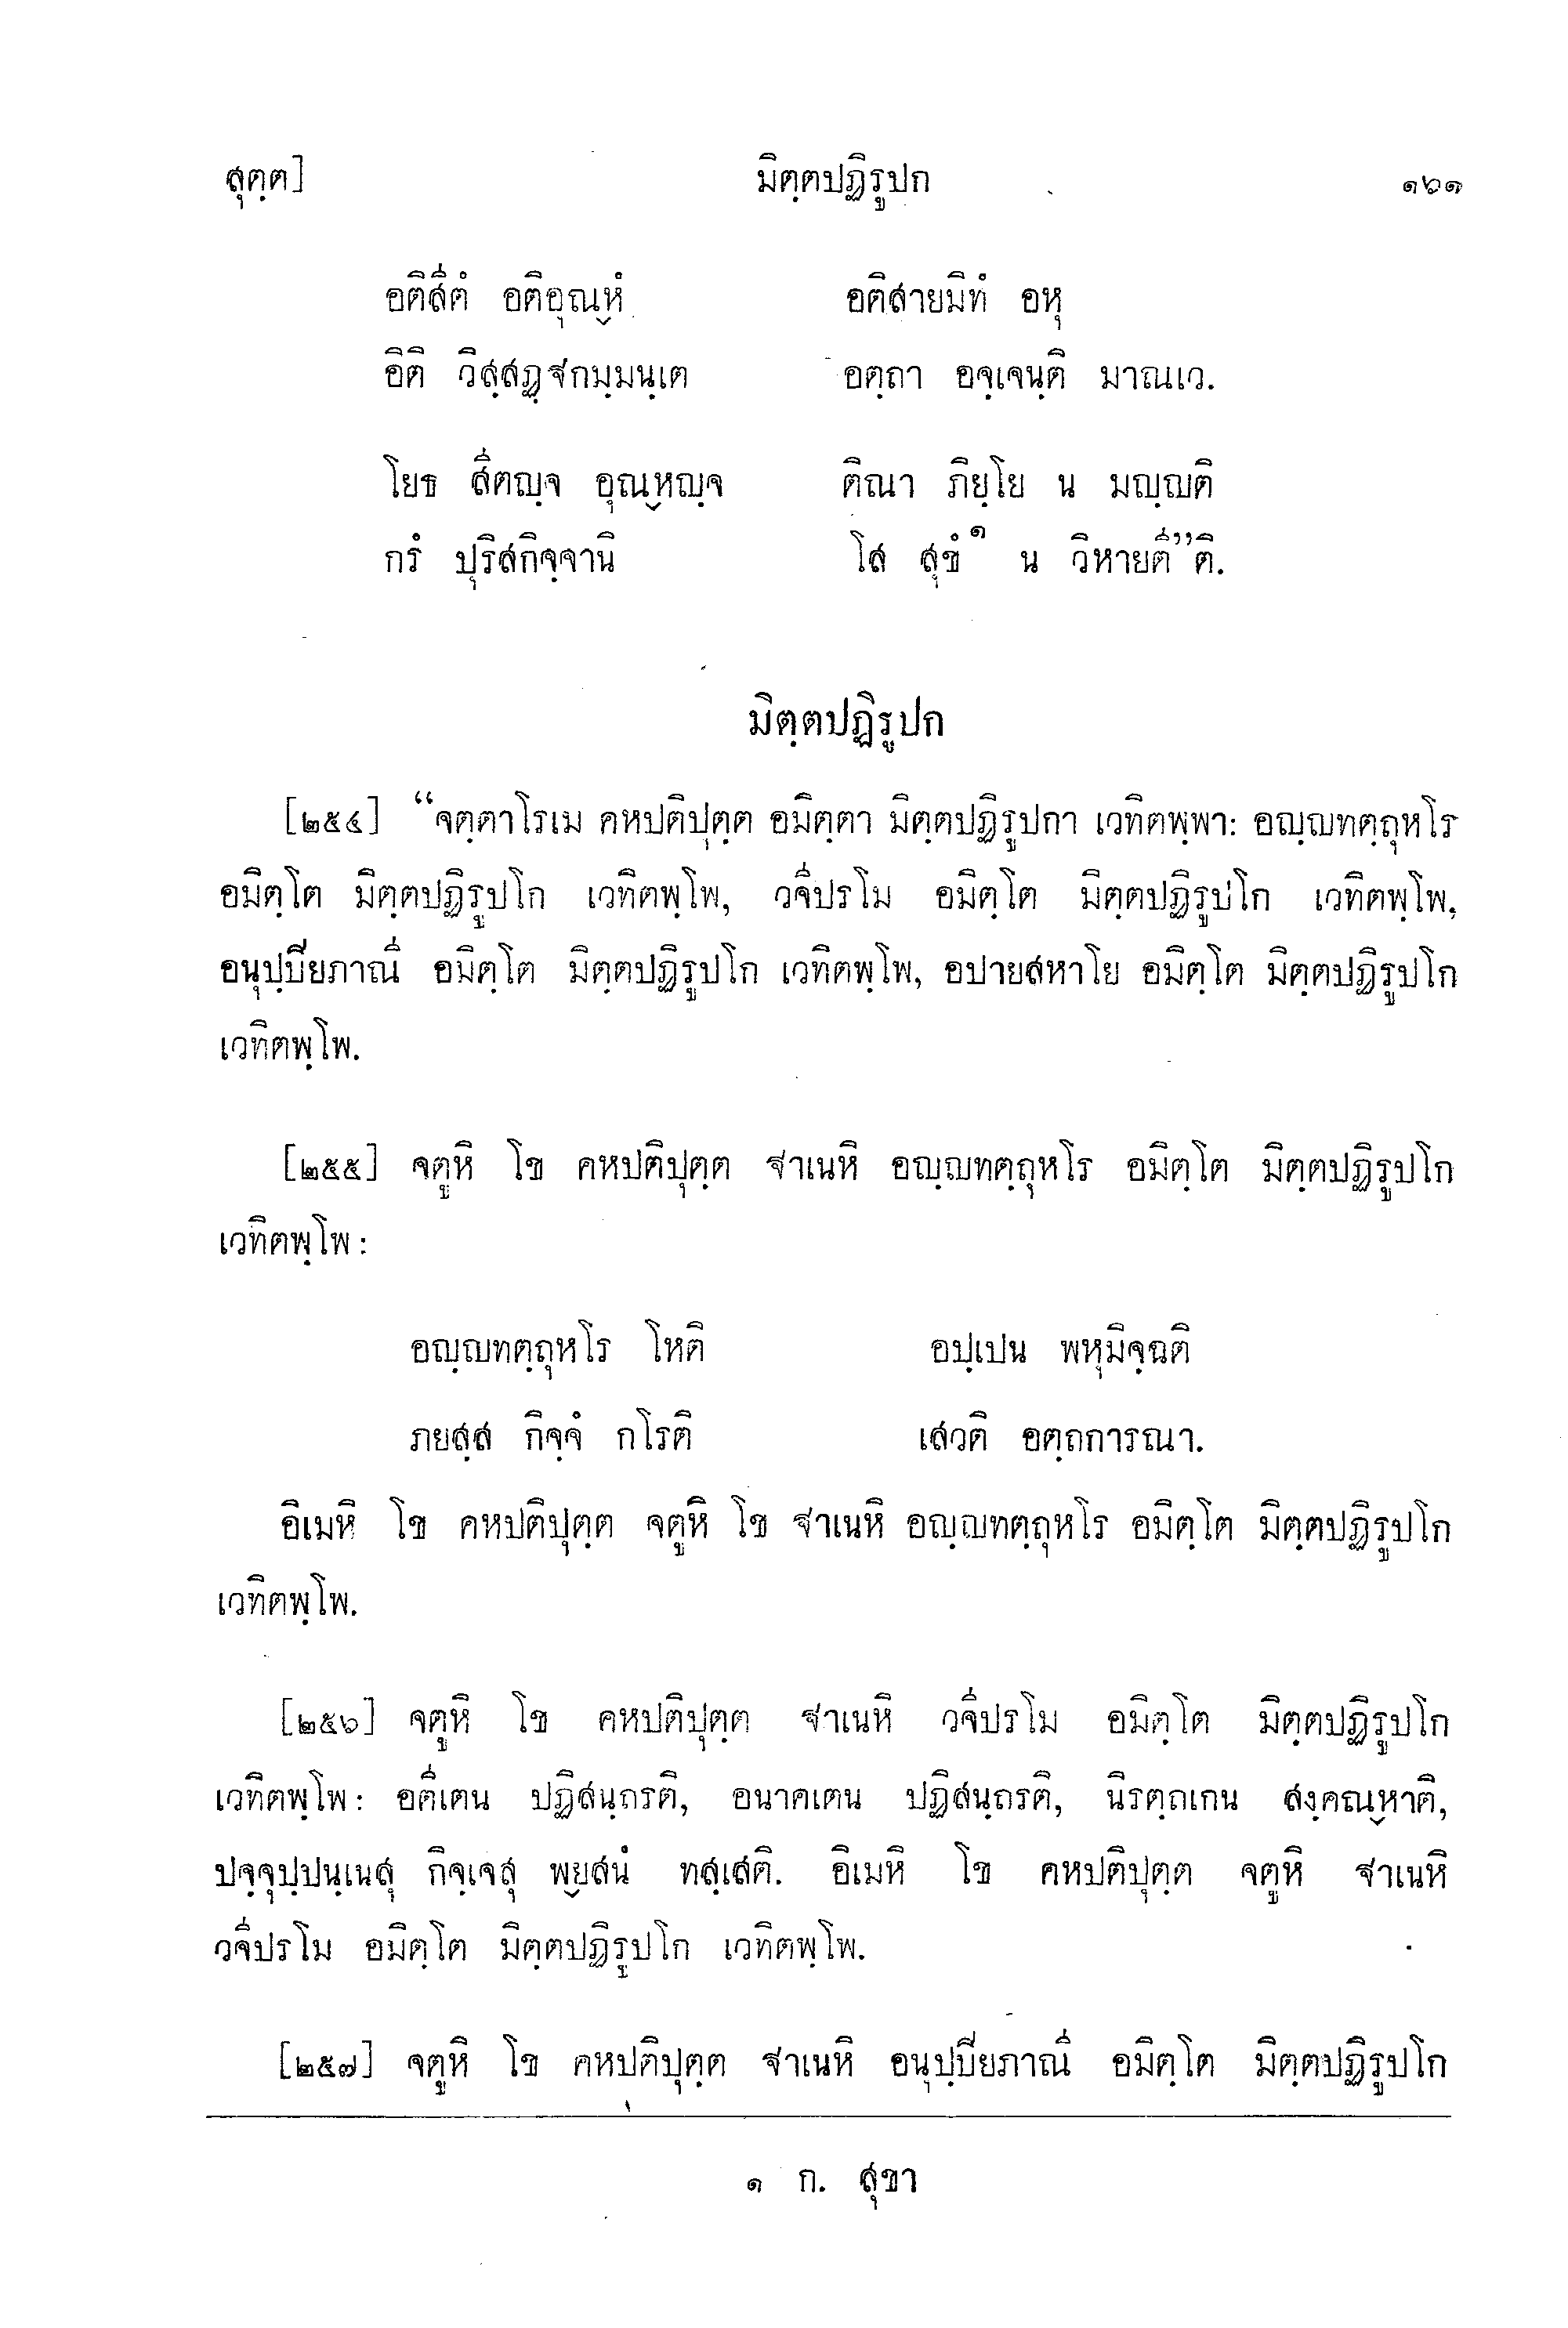 สุตฺต] มิตฺตปฏิรูปก ๑๖๑
อติสีตํ อติอุณฺหํ อติสายมิทํ อหุ
อิติ วิสฺสฏฺฐกมฺมนฺเต อตฺถา อจฺเจนฺติ มาณเว.
โยธ สีตญฺจ อุณฺหญฺจ ติณา ภิยฺโย น มญฺญติ
กรํ ปุริสกิจฺจานิ โส สุขํ๑ น วิหายตี”ติ.
มิตฺตปฏิรูปก
[๒๕๔] “จตฺตาโรเม คหปติปุตฺต อมิตฺตา มิตฺตปฏิรูปกา เวทิตพฺพา: อญฺญทตฺถุหโร
อมิตฺโต มิตฺตปฏิรูปโก เวทิตพฺโพ, วจีปรโม อมิตฺโต มิตฺตปฏิรูปโก เวทิตพฺโพ,
อนุปฺปิยภาณี อมิตฺโต มิตฺตปฏิรูปโก เวทิตพฺโพ, อปายสหาโย อมิตฺโต มิตฺตปฏิรูปโก
เวทิตพฺโพ.
[๒๕๕] จตูหิ โข คหปติปุตฺต ฐาเนหิ อญฺญทตฺถุหโร อมิตฺโต มิตฺตปฏิรูปโก
เวทิตพฺโพ:
อญฺญทตฺถุหโร โหติ อปฺเปน พหุมิจฺฉติ
ภยสฺส กิจฺจํ กโรติ เสวติ อตฺถการณา.
อิเมหิ โข คหปติปุตฺต จตูหิ โข ฐาเนหิ อญฺญทตฺถุหโร อมิตฺโต มิตฺตปฏิรูปโก
เวทิตพฺโพ.
[๒๕๖] จตูหิ โข คหปติปุตฺต ฐาเนหิ วจีปรโม อมิตฺโต มิตฺตปฏิรูปโก
เวทิตพฺโพ: อตีเตน ปฏิสนฺถรติ, อนาคเตน ปฏิสนฺถรติ, นิรตฺถเกน สงฺคณฺหาติ,
ปจฺจุปฺปนฺเนสุ กิจฺเจสุ พฺยสนํ ทสฺเสติ. อิเมหิ โข คหปติปุตฺต จตูหิ ฐาเนหิ
วจีปรโม อมิตฺโต มิตฺตปฏิรูปโก เวทิตพฺโพ.
[๒๕๗] จตูหิ โข คหปติปุตฺต ฐาเนหิ อนุปฺปิยภาณี อมิตฺโต มิตฺตปฏิรูปโก
๑ ก. สุขา